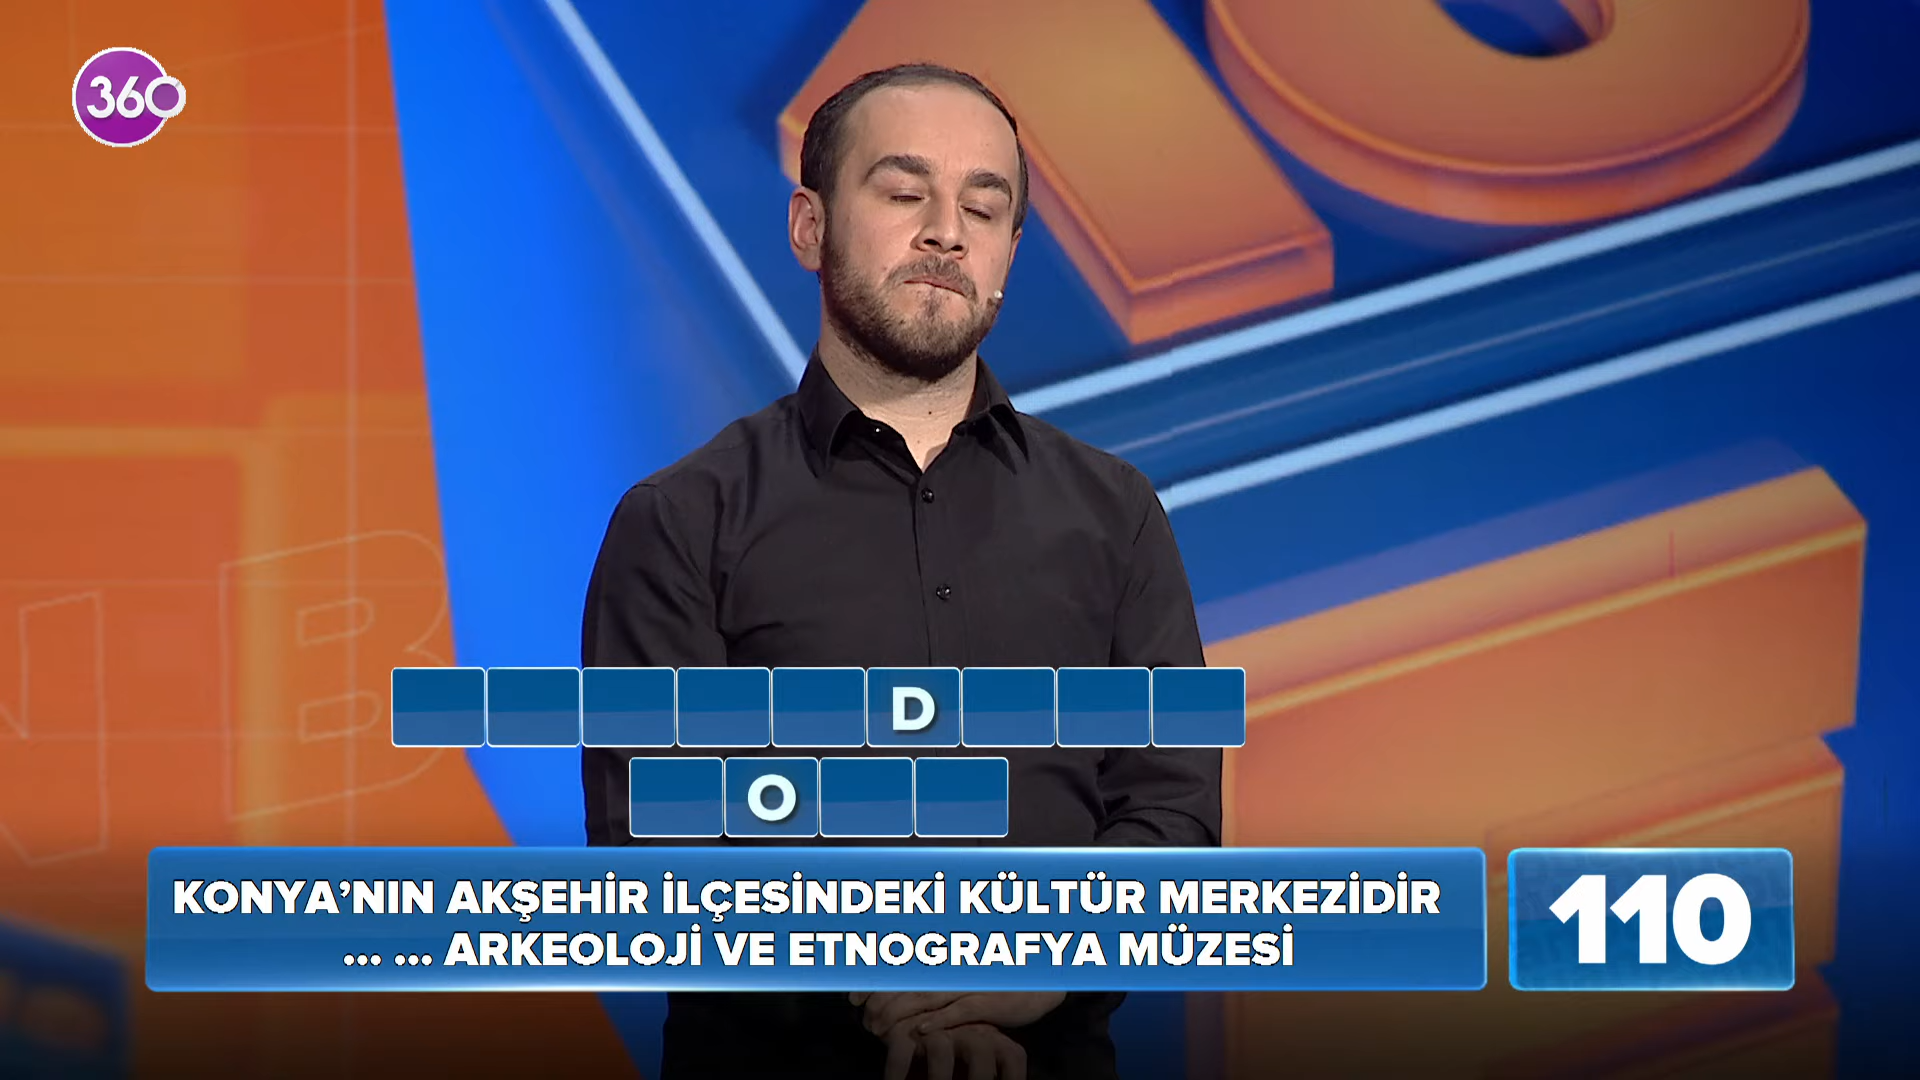 360
D
O
KONYA'NIN AKŞEHİR İLÇESİNDEKİ KÜLTÜR MERKEZİDİR
... ... ARKEOLOJİ VE ETNOGRAFYA MÜZESİ
110